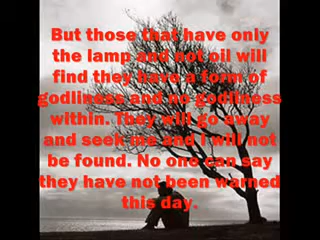 But those that have only
the lamp and not oil will
find they have a form of
godliness and no godliness
within. They will go away
and seek me and I will not
be found. No one can say
they have not been warned
this day.